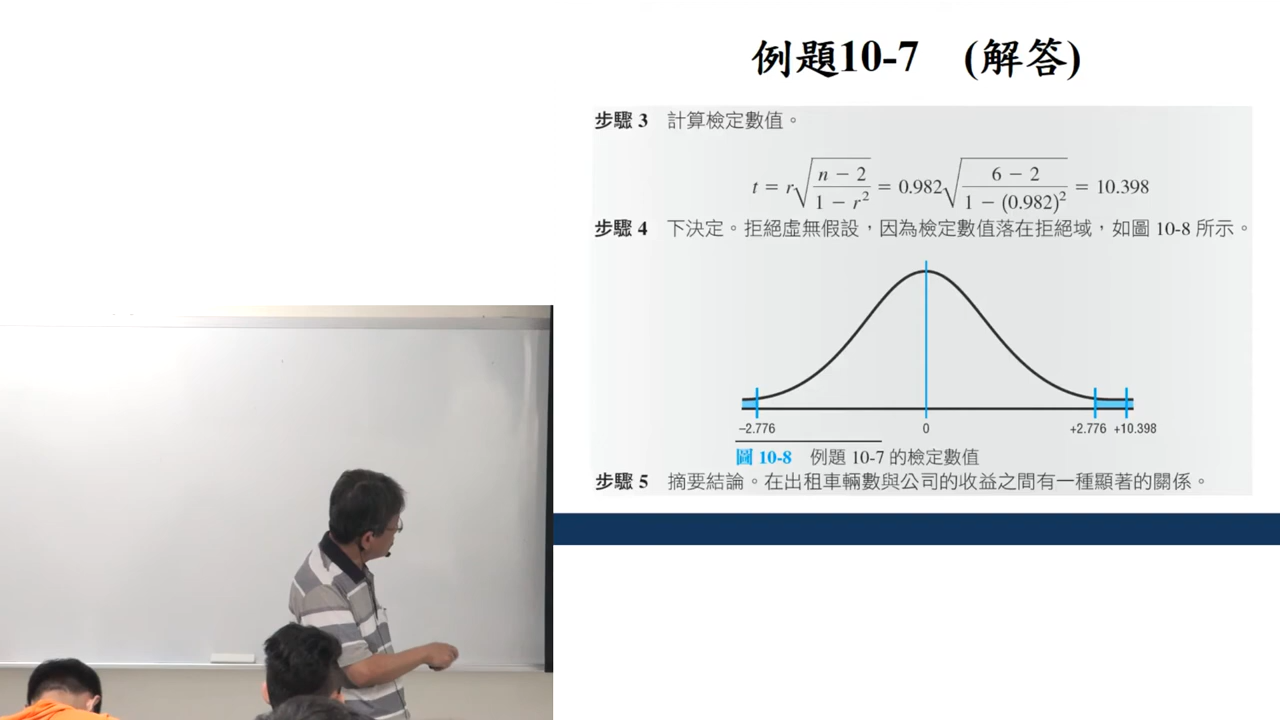 例題10-7 (解答)
步驟 3 計算檢定數值。
t = r√((n − 2)/(1 − r²)) = 0.982√((6 − 2)/(1 − (0.982)²)) = 10.398
步驟 4 下決定。拒絕虛無假設，因為檢定數值落在拒絕域，如圖 10-8 所示。
−2.776 0 +2.776 +10.398
圖 10-8 例題 10-7 的檢定數值
步驟 5 摘要結論。在出租車輛數與公司的收益之間有一種顯著的關係。